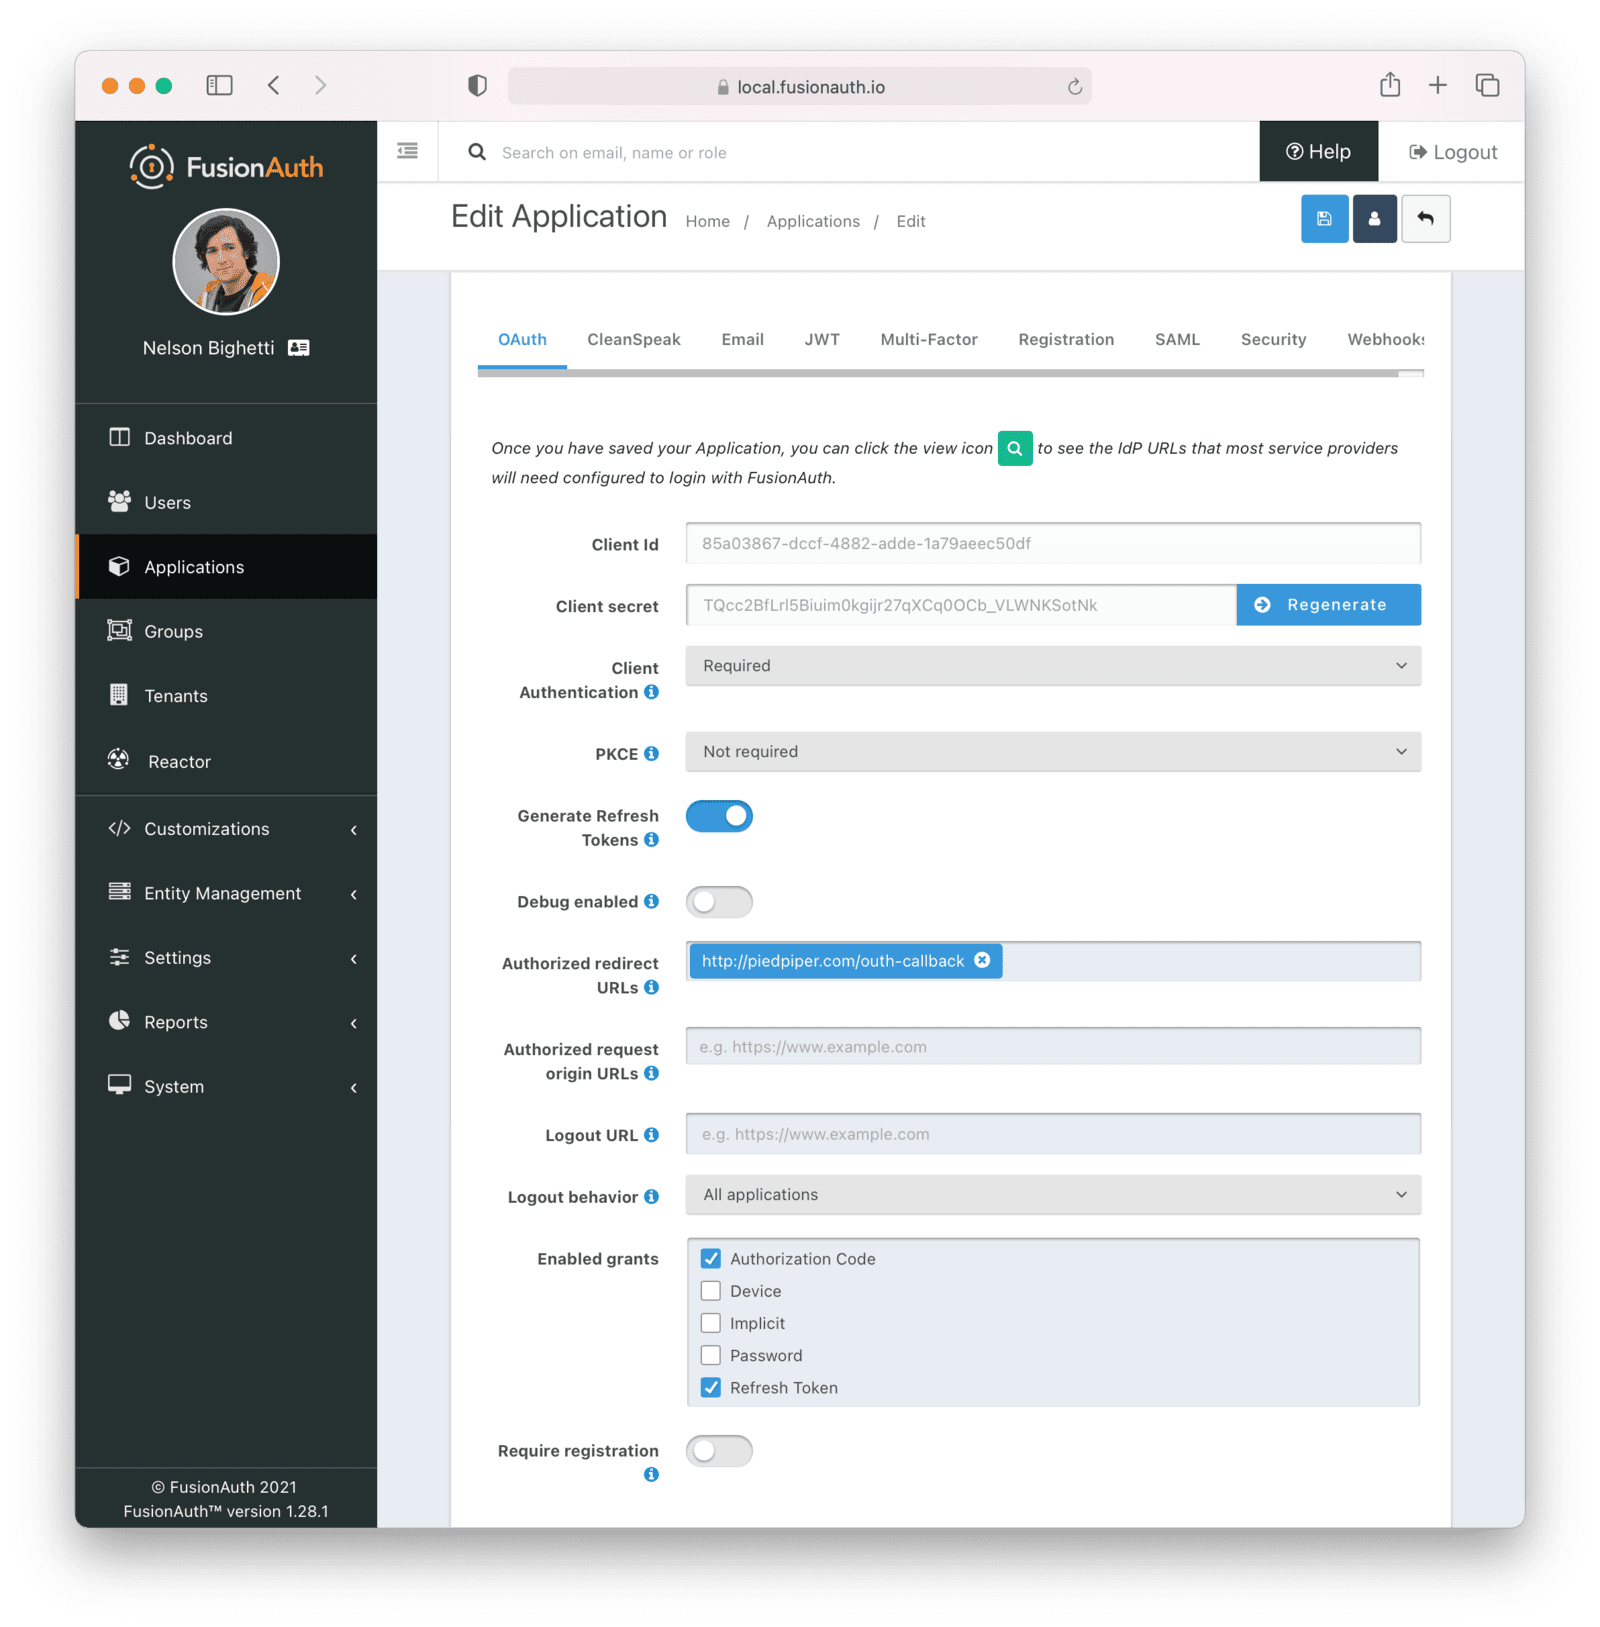 local.fusionauth.io
FusionAuth
Search on email, name or role
Help
Logout
Edit Application
Home / Applications / Edit
Nelson Bighetti
Dashboard
Users
Applications
Groups
Tenants
Reactor
Customizations
Entity Management
Settings
Reports
System
© FusionAuth 2021
FusionAuth™ version 1.28.1
OAuth CleanSpeak Email JWT Multi-Factor Registration SAML Security Webhooks
Once you have saved your Application, you can click the view icon to see the IdP URLs that most service providers
will need configured to login with FusionAuth.
Client Id
85a03867-dccf-4882-adde-1a79aeec50df
Client secret
TQcc2BfLrl5Biuim0kgijr27qXCq0OCb_VLWNKSotNk
Regenerate
Client
Authentication
Required
PKCE
Not required
Generate Refresh
Tokens
Debug enabled
Authorized redirect
URLs
http://piedpiper.com/outh-callback
Authorized request
origin URLs
e.g. https://www.example.com
Logout URL
e.g. https://www.example.com
Logout behavior
All applications
Enabled grants
Authorization Code
Device
Implicit
Password
Refresh Token
Require registration